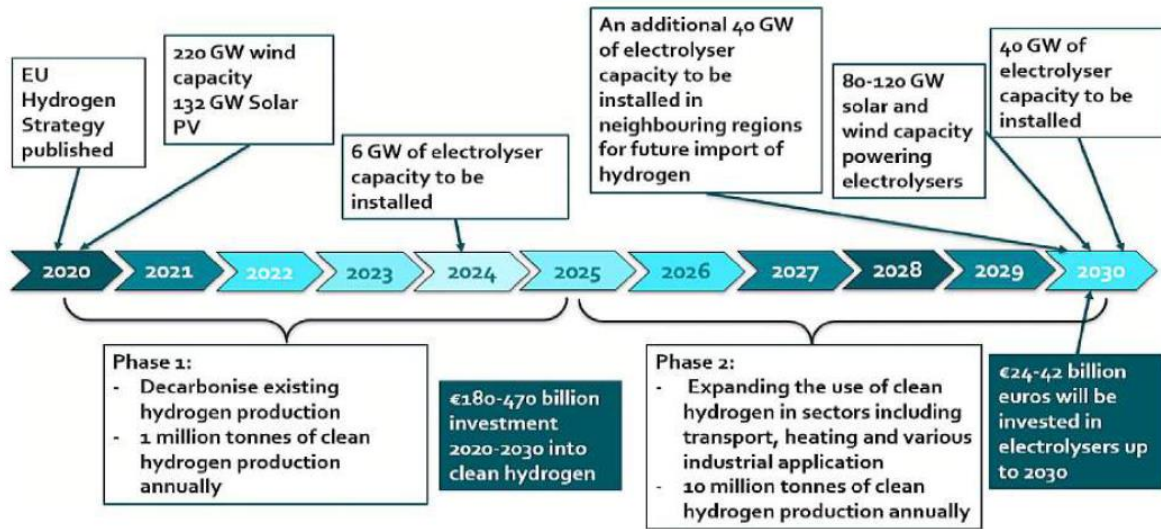 EU
Hydrogen
Strategy
published
220 GW wind
capacity
132 GW Solar
PV
6 GW of electrolyser
capacity to be
installed
An additional 40 GW
of electrolyser
capacity to be
installed in
neighbouring regions
for future import of
hydrogen
80-120 GW
solar and
wind capacity
powering
electrolysers
40 GW of
electrolyser
capacity to be
installed
2020 2021 2022 2023 2024 2025 2026 2027 2028 2029 2030
Phase 1:
- Decarbonise existing
hydrogen production
- 1 million tonnes of clean
hydrogen production
annually
€180-470 billion
investment
2020-2030 into
clean hydrogen
Phase 2:
- Expanding the use of clean
hydrogen in sectors including
transport, heating and various
industrial application
- 10 million tonnes of clean
hydrogen production annually
€24-42 billion
euros will be
invested in
electrolysers up
to 2030